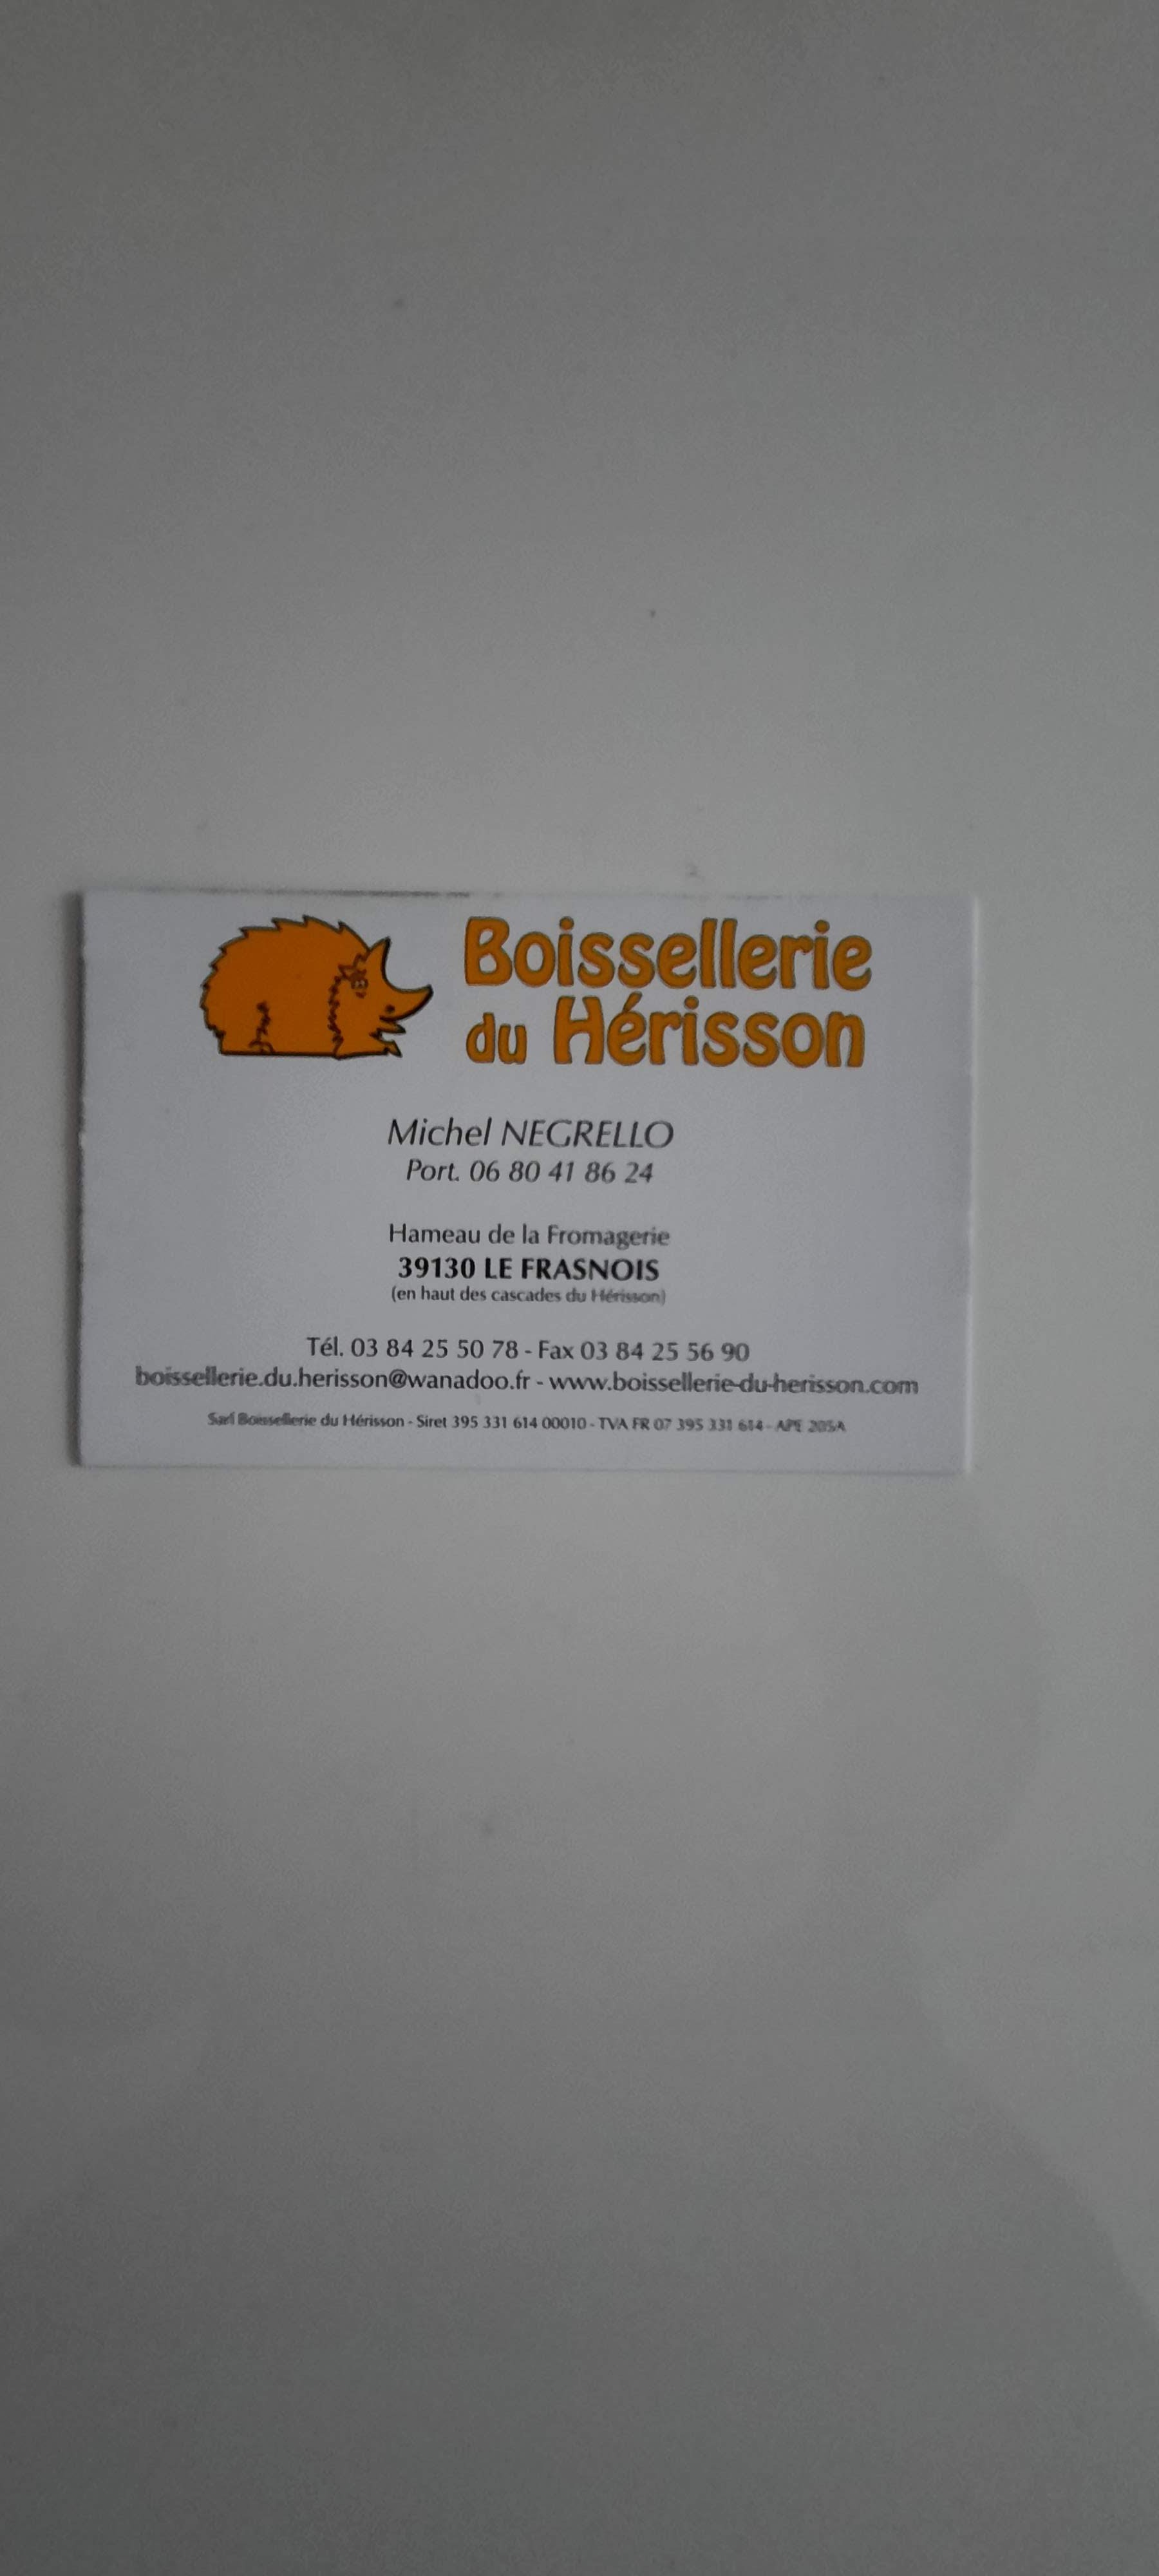 Boissellerie
du Hérisson
Michel NEGRELLO
Port. 06 80 41 86 24
Hameau de la Fromagerie
39130 LE FRASNOIS
(en haut des cascades du Hérisson)
Tél. 03 84 25 50 78 - Fax 03 84 25 56 90
boissellerie.du.herisson@wanadoo.fr - www.boissellerie-du-herisson.com
Sarl Boissellerie du Hérisson - Siret 395 331 614 00010 - TVA FR 07 395 331 614 - APE 205A